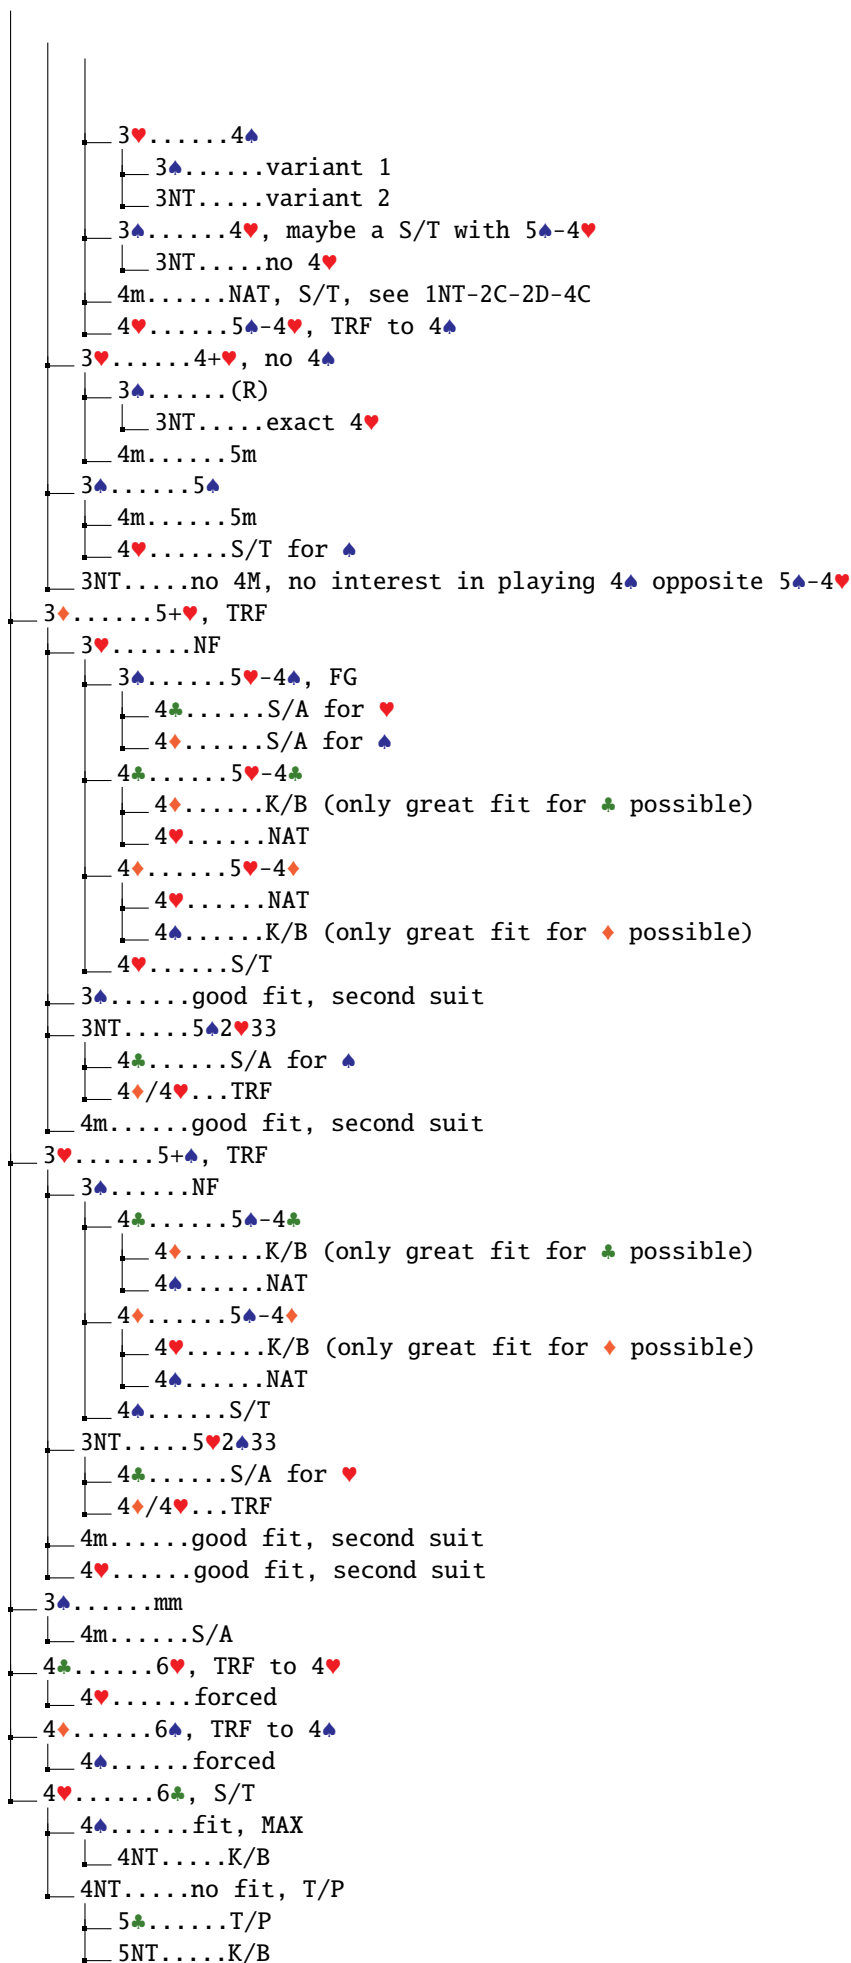 3♥......4♠
3♠......variant 1
3NT.....variant 2
3♠......4♥, maybe a S/T with 5♠-4♥
3NT.....no 4♥
4m......NAT, S/T, see 1NT-2C-2D-4C
4♥......5♠-4♥, TRF to 4♠
3♥......4+♥, no 4♠
3♠......(R)
3NT.....exact 4♥
4m......5m
3♠......5♠
4m......5m
4♥......S/T for ♠
3NT.....no 4M, no interest in playing 4♠ opposite 5♠-4♥
3♦......5+♥, TRF
3♥......NF
3♠......5♥-4♠, FG
4♣......S/A for ♥
4♦......S/A for ♠
4♣......5♥-4♣
4♦......K/B (only great fit for ♣ possible)
4♥......NAT
4♦......5♥-4♦
4♥......NAT
4♠......K/B (only great fit for ♦ possible)
4♥......S/T
3♠......good fit, second suit
3NT.....5♠2♥33
4♣......S/A for ♠
4♦/4♥...TRF
4m......good fit, second suit
3♥......5+♠, TRF
3♠......NF
4♣......5♠-4♣
4♦......K/B (only great fit for ♣ possible)
4♠......NAT
4♦......5♠-4♦
4♥......K/B (only great fit for ♦ possible)
4♠......NAT
4♠......S/T
3NT.....5♥2♠33
4♣......S/A for ♥
4♦/4♥...TRF
4m......good fit, second suit
4♥......good fit, second suit
3♠......mm
4m......S/A
4♣......6♥, TRF to 4♥
4♥......forced
4♦......6♠, TRF to 4♠
4♠......forced
4♥......6♣, S/T
4♠......fit, MAX
4NT.....K/B
4NT.....no fit, T/P
5♣......T/P
5NT.....K/B